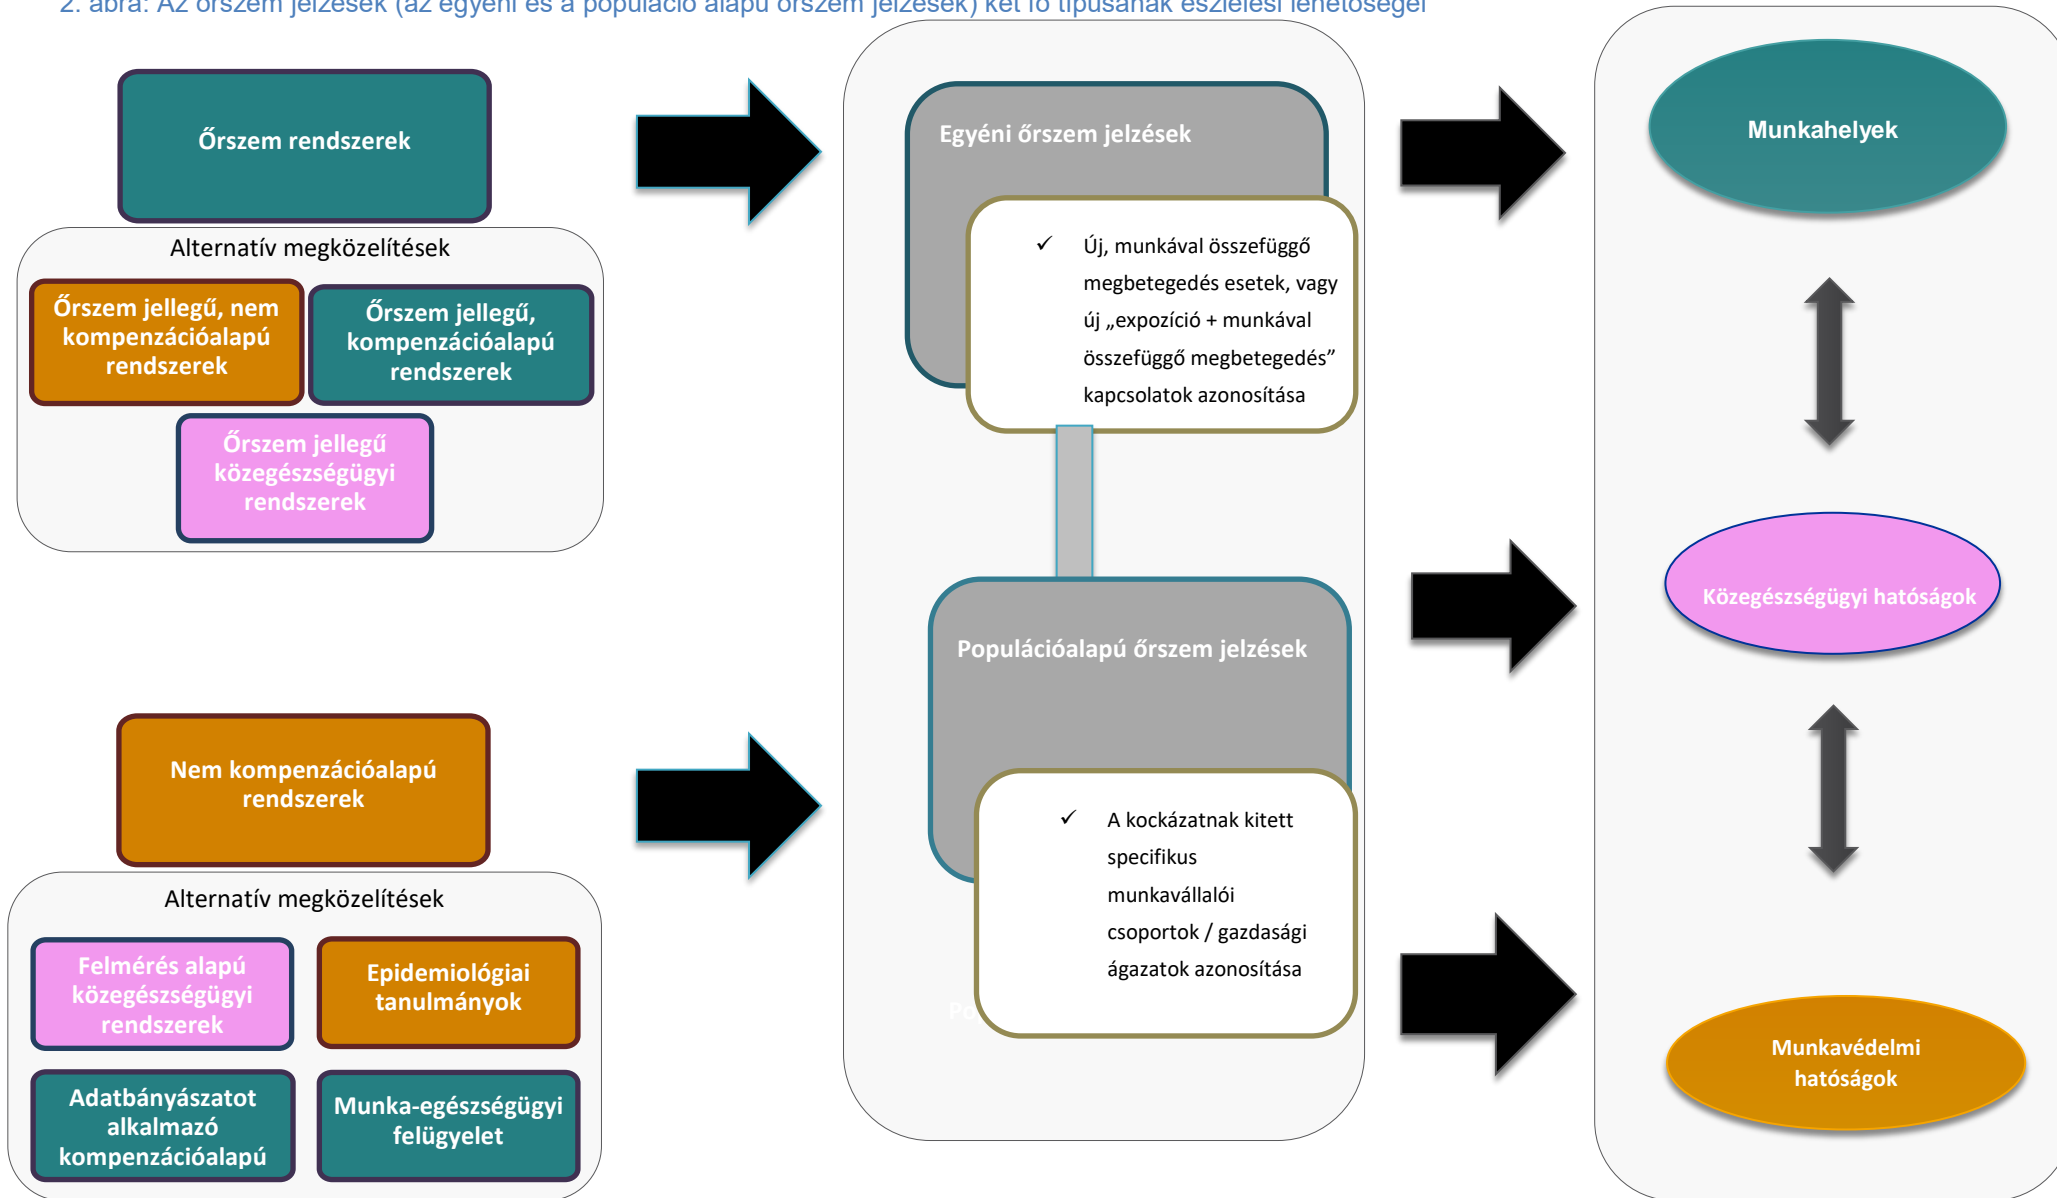 2. ábra: Az őrszem jelzések (az egyéni és a populáció alapú őrszem jelzések) két fő típusának észlelési lehetőségei
Őrszem rendszerek
Alternatív megközelítések
Őrszem jellegű, nem
kompenzációalapú
rendszerek
Őrszem jellegű,
kompenzációalapú
rendszerek
Őrszem jellegű
közegészségügyi
rendszerek
Nem kompenzációalapú
rendszerek
Alternatív megközelítések
Felmérés alapú
közegészségügyi
rendszerek
Epidemiológiai
tanulmányok
Adatbányászatot
alkalmazó
kompenzációalapú
Munka-egészségügyi
felügyelet
Egyéni őrszem jelzések
✓ Új, munkával összefüggő
megbetegedés esetek, vagy
új „expozíció + munkával
összefüggő megbetegedés”
kapcsolatok azonosítása
Populációalapú őrszem jelzések
✓ A kockázatnak kitett
specifikus
munkavállalói
csoportok / gazdasági
ágazatok azonosítása
Munkahelyek
Közegészségügyi hatóságok
Munkavédelmi
hatóságok